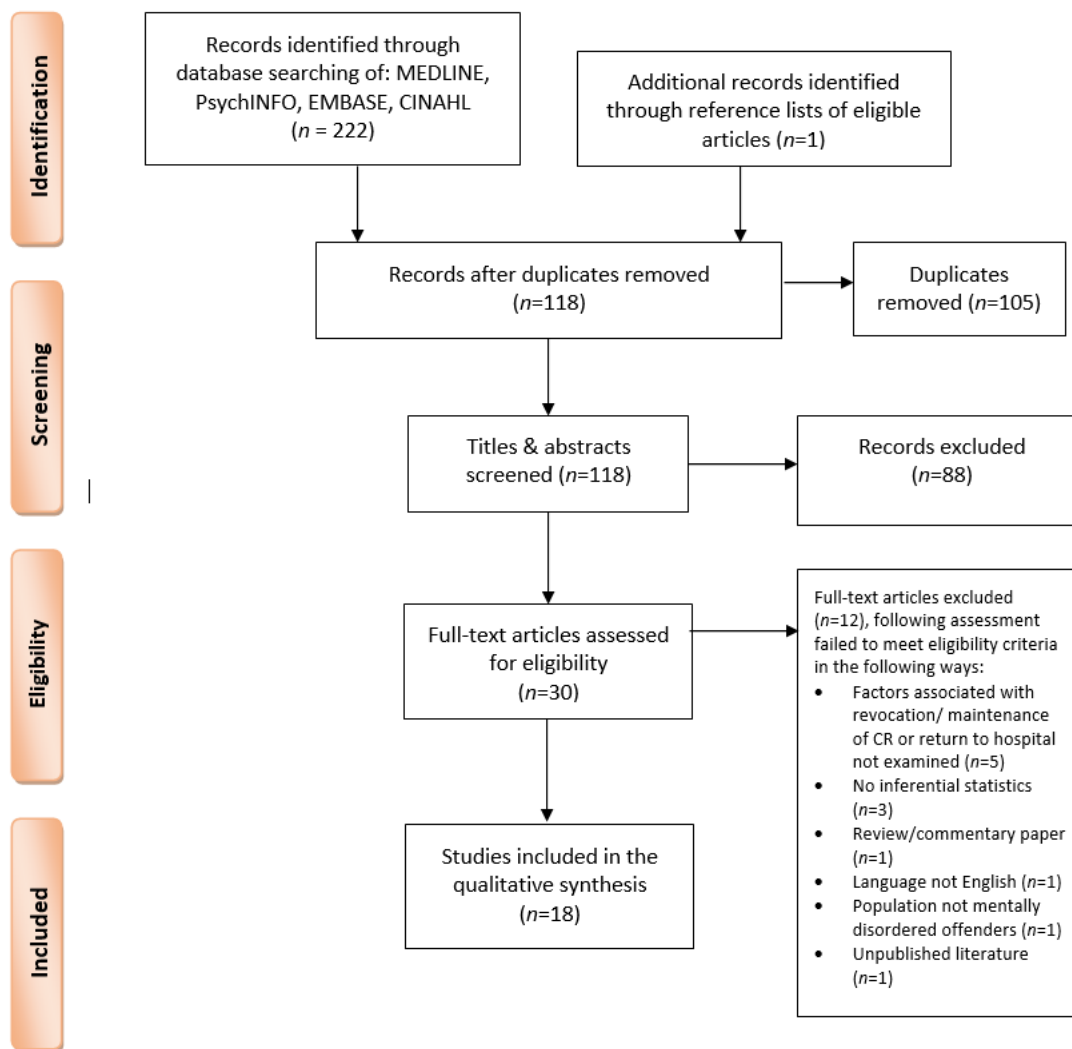 Identification
Records identified through
database searching of: MEDLINE,
PsychINFO, EMBASE, CINAHL
(n = 222)
Additional records identified
through reference lists of eligible
articles (n=1)
Screening
Records after duplicates removed
(n=118)
Duplicates
removed (n=105)
Titles & abstracts
screened (n=118)
Records excluded
(n=88)
Eligibility
Full-text articles assessed
for eligibility
(n=30)
Full-text articles excluded
(n=12), following assessment
failed to meet eligibility criteria
in the following ways:
• Factors associated with
revocation/ maintenance
of CR or return to hospital
not examined (n=5)
• No inferential statistics
(n=3)
• Review/commentary paper
(n=1)
• Language not English (n=1)
• Population not mentally
disordered offenders (n=1)
• Unpublished literature
(n=1)
Included
Studies included in the
qualitative synthesis
(n=18)